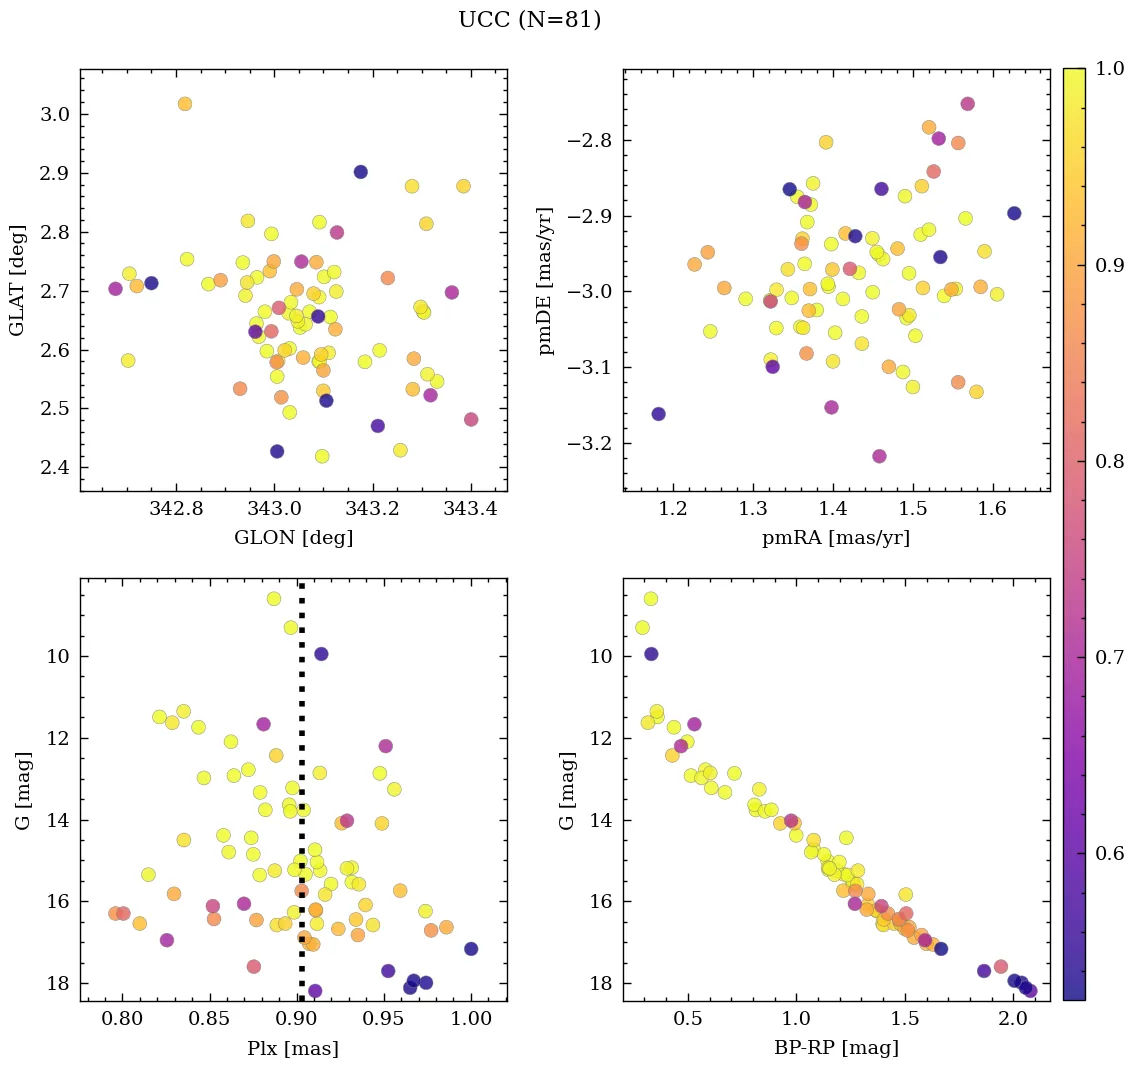 UCC (N=81)
3.0
2.9
2.8
2.7
2.6
2.5
2.4
GLAT [deg]
342.8 343.0 343.2 343.4
GLON [deg]
−2.8
−2.9
−3.0
−3.1
−3.2
pmDE [mas/yr]
1.2 1.3 1.4 1.5 1.6
pmRA [mas/yr]
10
12
14
16
18
G [mag]
0.80 0.85 0.90 0.95 1.00
Plx [mas]
10
12
14
16
18
G [mag]
0.5 1.0 1.5 2.0
BP-RP [mag]
1.0
0.9
0.8
0.7
0.6